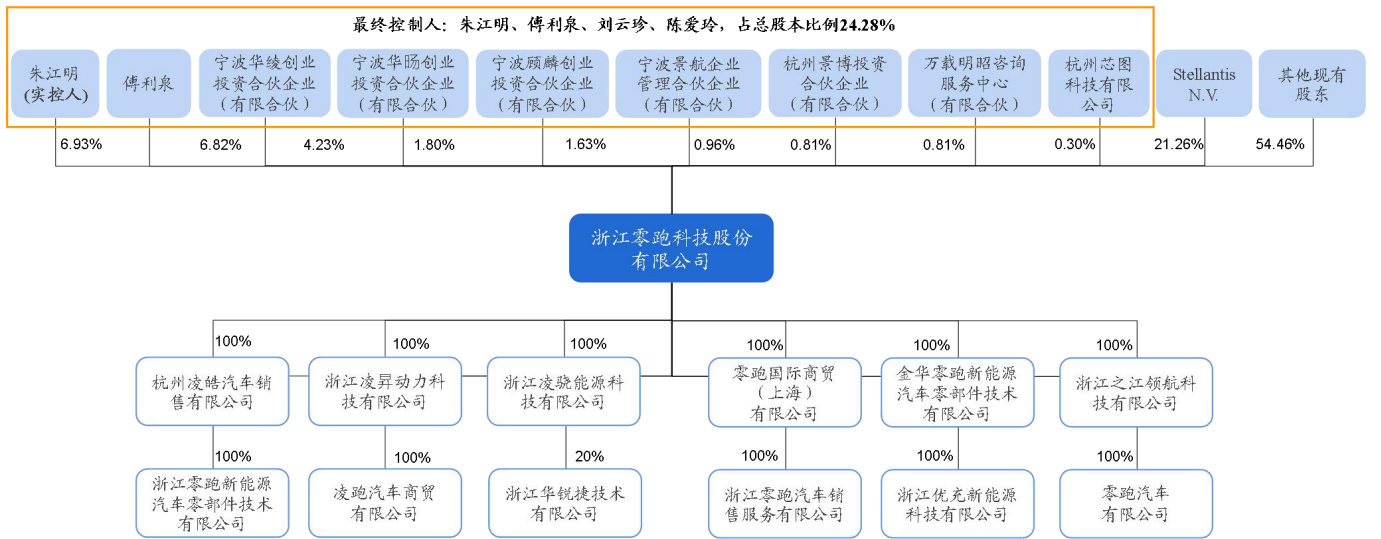 最终控制人：朱江明、傅利泉、刘云珍、陈爱玲，占总股本比例24.28%
朱江明
(实控人)
傅利泉
宁波华绫创业
投资合伙企业
（有限合伙）
宁波华旸创业
投资合伙企业
（有限合伙）
宁波顾麟创业
投资合伙企业
（有限合伙）
宁波景航企业
管理合伙企业
（有限合伙）
杭州景博投资
合伙企业
（有限合伙）
万载明昭咨询
服务中心
（有限合伙）
杭州芯图
科技有限
公司
Stellantis
N.V.
其他现有
股东
6.93%
6.82%
4.23%
1.80%
1.63%
0.96%
0.81%
0.81%
0.30%
21.26%
54.46%
浙江零跑科技股份
有限公司
100%
100%
100%
100%
100%
100%
杭州凌皓汽车销
售有限公司
浙江凌昇动力科
技有限公司
浙江凌骁能源科
技有限公司
零跑国际商贸
（上海）
有限公司
金华零跑新能源
汽车零部件技术
有限公司
浙江之江领航科
技有限公司
100%
100%
20%
100%
100%
100%
浙江零跑新能源
汽车零部件技术
有限公司
凌跑汽车商贸
有限公司
浙江华锐捷技术
有限公司
浙江零跑汽车销
售服务有限公司
浙江优充新能源
科技有限公司
零跑汽车
有限公司